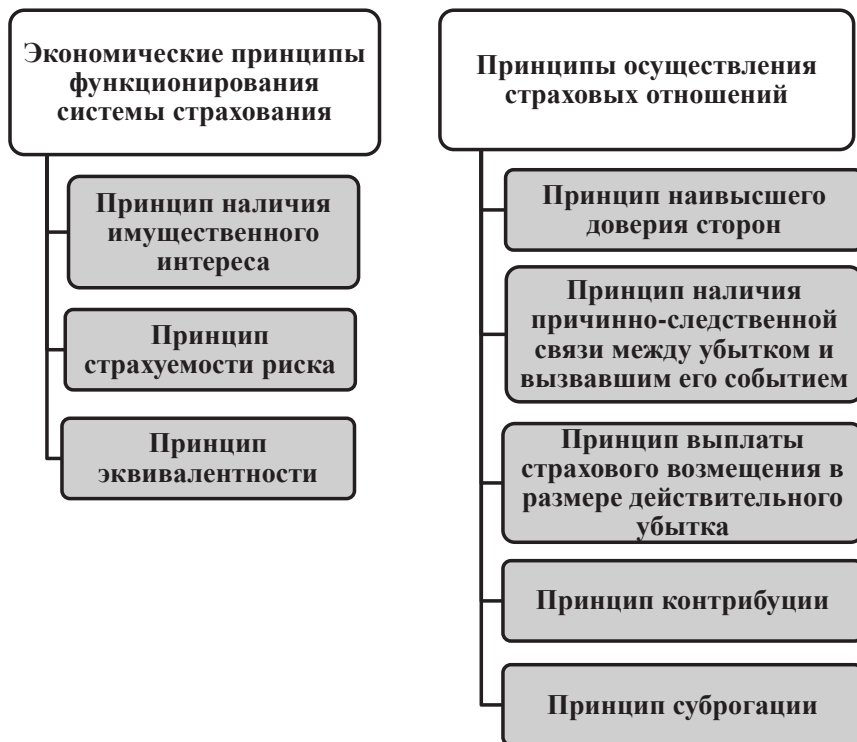 Экономические принципы
функционирования
системы страхования
Принцип наличия
имущественного
интереса
Принцип
страхуемости риска
Принцип
эквивалентности
Принципы осуществления
страховых отношений
Принцип наивысшего
доверия сторон
Принцип наличия
причинно-следственной
связи между убытком и
вызвавшим его событием
Принцип выплаты
страхового возмещения в
размере действительного
убытка
Принцип контрибуции
Принцип суброгации